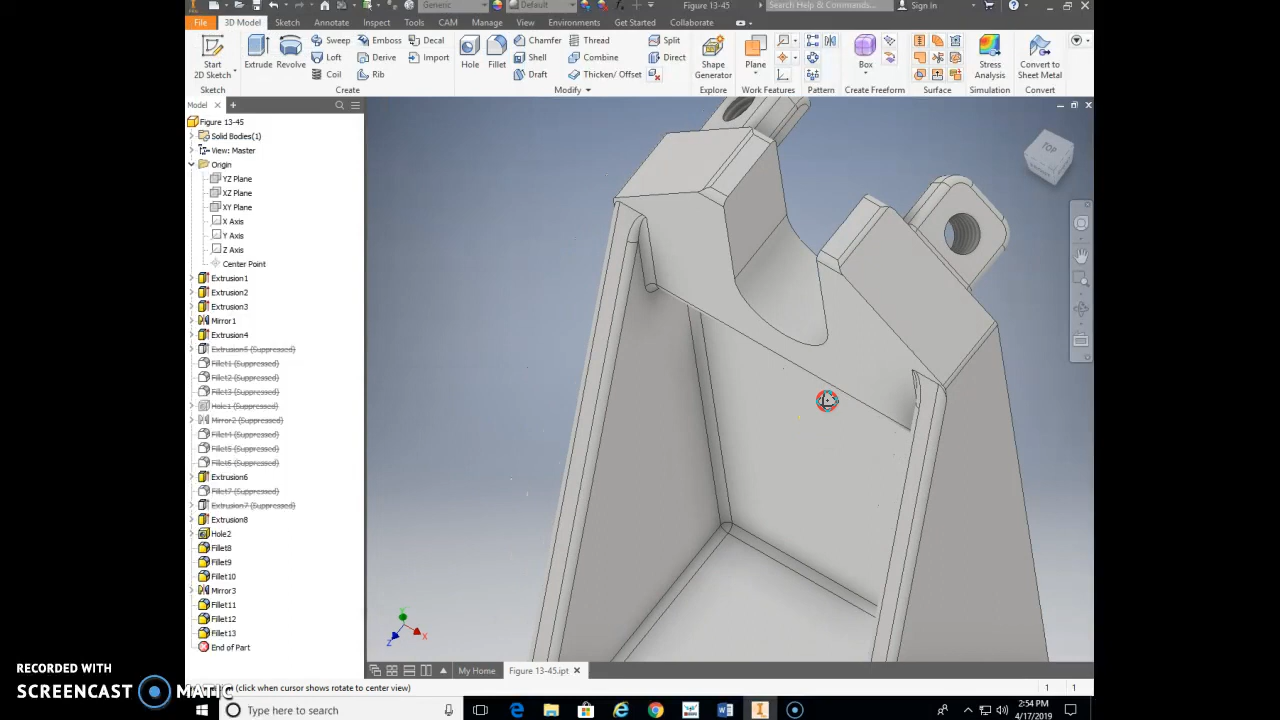 Generic
Default
Figure 13-45
Search Help & Commands...
Sign In
File 3D Model Sketch Annotate Inspect Tools CAM Manage View Environments Get Started Collaborate
Start
2D Sketch
Extrude
Revolve
Sweep Emboss Decal
Loft Derive Import
Coil Rib
Hole
Fillet
Chamfer Thread Split
Shell Combine Direct
Draft Thicken/ Offset
Shape
Generator
Plane
Box
Stress
Analysis
Convert to
Sheet Metal
Sketch Create Modify Explore Work Features Pattern Create Freeform Surface Simulation Convert
Model
Figure 13-45
Solid Bodies(1)
View: Master
Origin
YZ Plane
XZ Plane
XY Plane
X Axis
Y Axis
Z Axis
Center Point
Extrusion1
Extrusion2
Extrusion3
Mirror1
Extrusion4
Extrusion5 (Suppressed)
Fillet1 (Suppressed)
Fillet2 (Suppressed)
Fillet3 (Suppressed)
Hole1 (Suppressed)
Mirror2 (Suppressed)
Fillet4 (Suppressed)
Fillet5 (Suppressed)
Fillet6 (Suppressed)
Extrusion6
Fillet7 (Suppressed)
Extrusion7 (Suppressed)
Extrusion8
Hole2
Fillet8
Fillet9
Fillet10
Mirror3
Fillet11
Fillet12
Fillet13
End of Part
TOP
Y
X
Z
My Home
Figure 13-45.ipt
(click when cursor shows rotate to center view)
1 1
RECORDED WITH
SCREENCAST MATIC
Type here to search
2:54 PM
4/17/2019